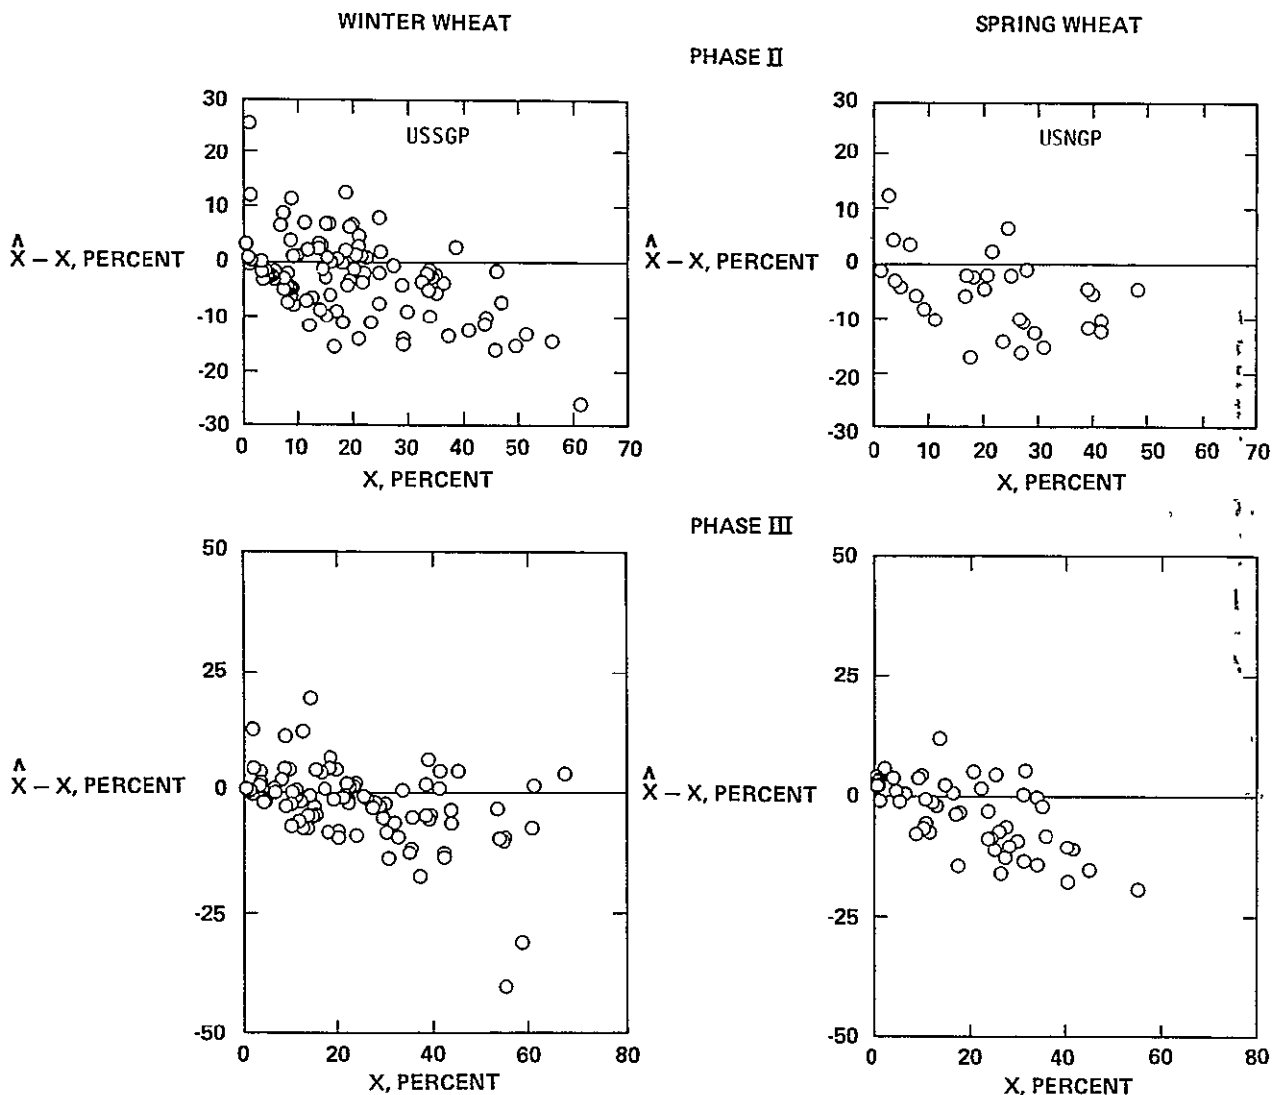 WINTER WHEAT
SPRING WHEAT
PHASE II
30
20
10
0
-10
-20
-30
X̂ – X, PERCENT
USSGP
0 10 20 30 40 50 60 70
X, PERCENT
30
20
10
0
-10
-20
-30
X̂ – X, PERCENT
USNGP
0 10 20 30 40 50 60 70
X, PERCENT
PHASE III
50
25
0
-25
-50
X̂ – X, PERCENT
0 20 40 60 80
X, PERCENT
50
25
0
-25
-50
X̂ – X, PERCENT
0 20 40 60 80
X, PERCENT